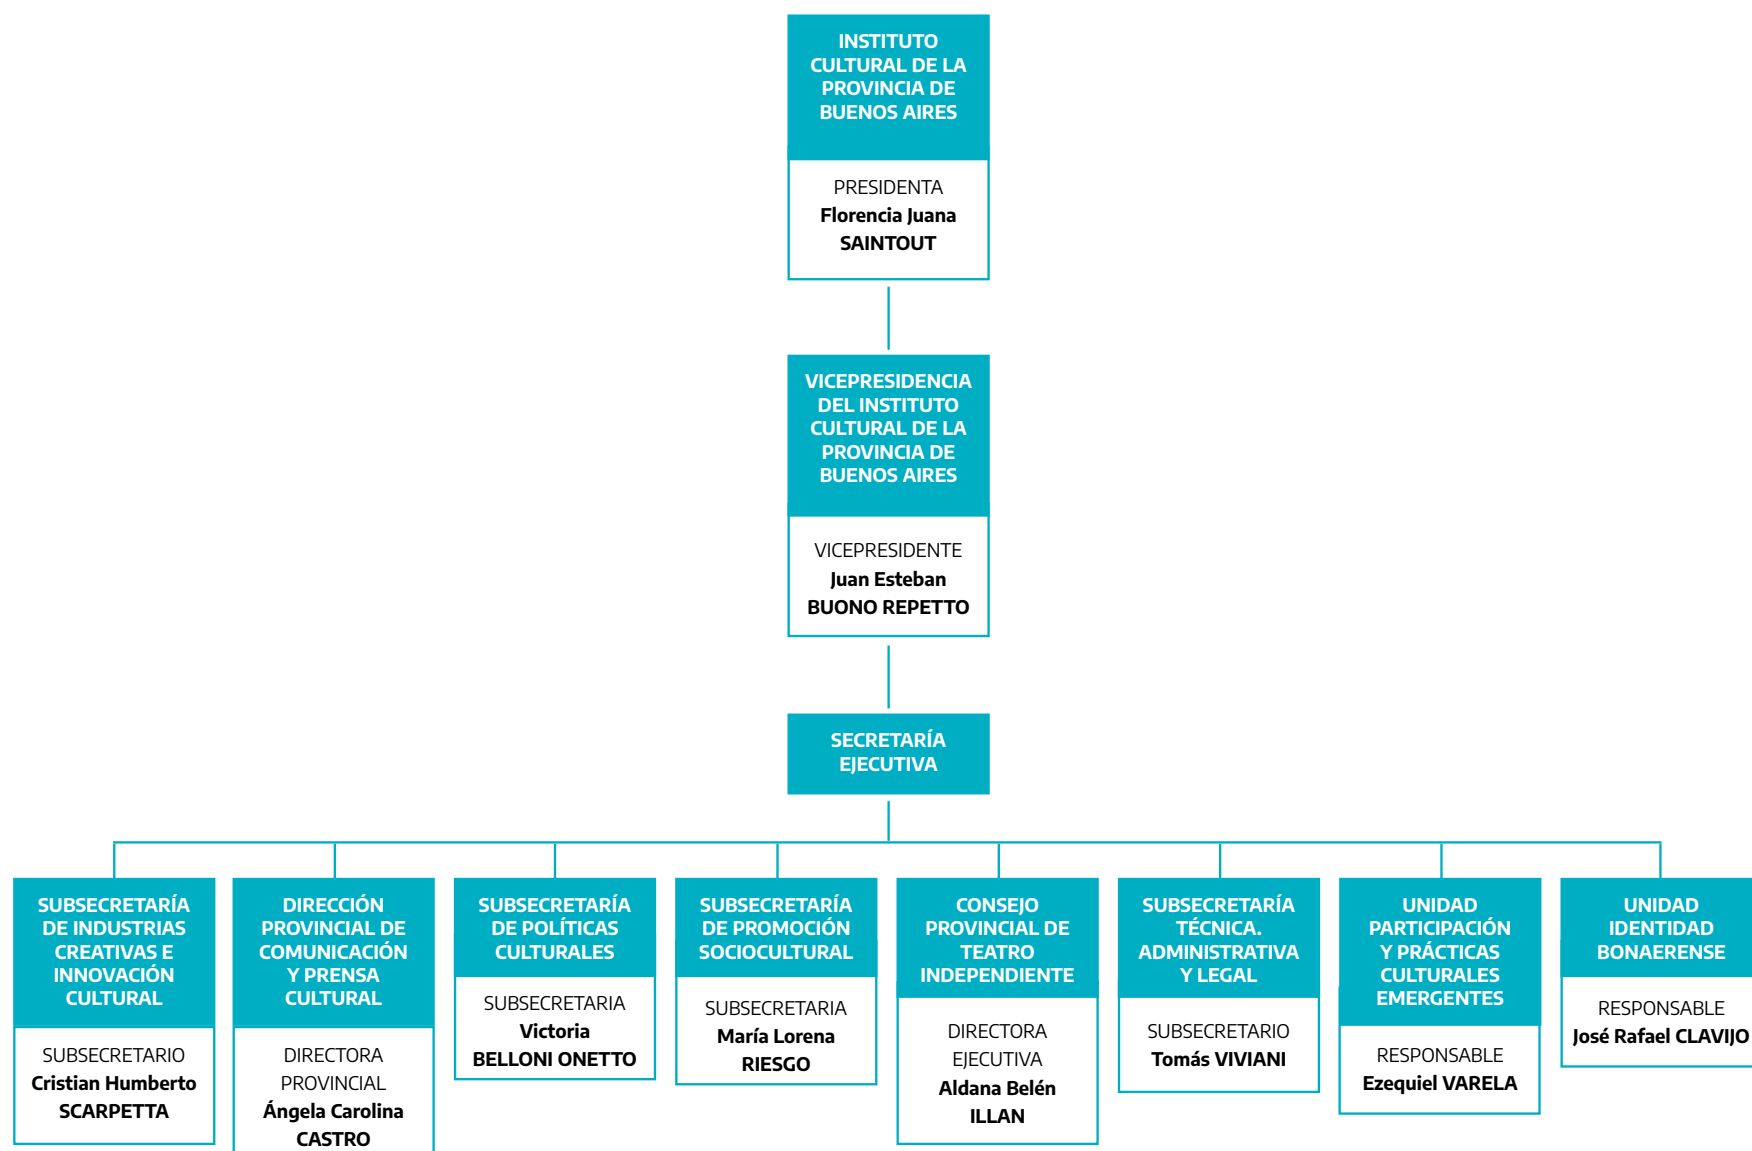 INSTITUTO
CULTURAL DE LA
PROVINCIA DE
BUENOS AIRES
PRESIDENTA
Florencia Juana
SAINTOUT
VICEPRESIDENCIA
DEL INSTITUTO
CULTURAL DE LA
PROVINCIA DE
BUENOS AIRES
VICEPRESIDENTE
Juan Esteban
BUONO REPETTO
SECRETARÍA
EJECUTIVA
SUBSECRETARÍA
DE INDUSTRIAS
CREATIVAS E
INNOVACIÓN
CULTURAL
SUBSECRETARIO
Cristian Humberto
SCARPETTA
DIRECCIÓN
PROVINCIAL DE
COMUNICACIÓN
Y PRENSA
CULTURAL
DIRECTORA
PROVINCIAL
Ángela Carolina
CASTRO
SUBSECRETARÍA
DE POLÍTICAS
CULTURALES
SUBSECRETARIA
Victoria
BELLONI ONETTO
SUBSECRETARÍA
DE PROMOCIÓN
SOCIOCULTURAL
SUBSECRETARIA
María Lorena
RIESGO
CONSEJO
PROVINCIAL DE
TEATRO
INDEPENDIENTE
DIRECTORA
EJECUTIVA
Aldana Belén
ILLAN
SUBSECRETARÍA
TÉCNICA.
ADMINISTRATIVA
Y LEGAL
SUBSECRETARIO
Tomás VIVIANI
UNIDAD
PARTICIPACIÓN
Y PRÁCTICAS
CULTURALES
EMERGENTES
RESPONSABLE
Ezequiel VARELA
UNIDAD
IDENTIDAD
BONAERENSE
RESPONSABLE
José Rafael CLAVIJO